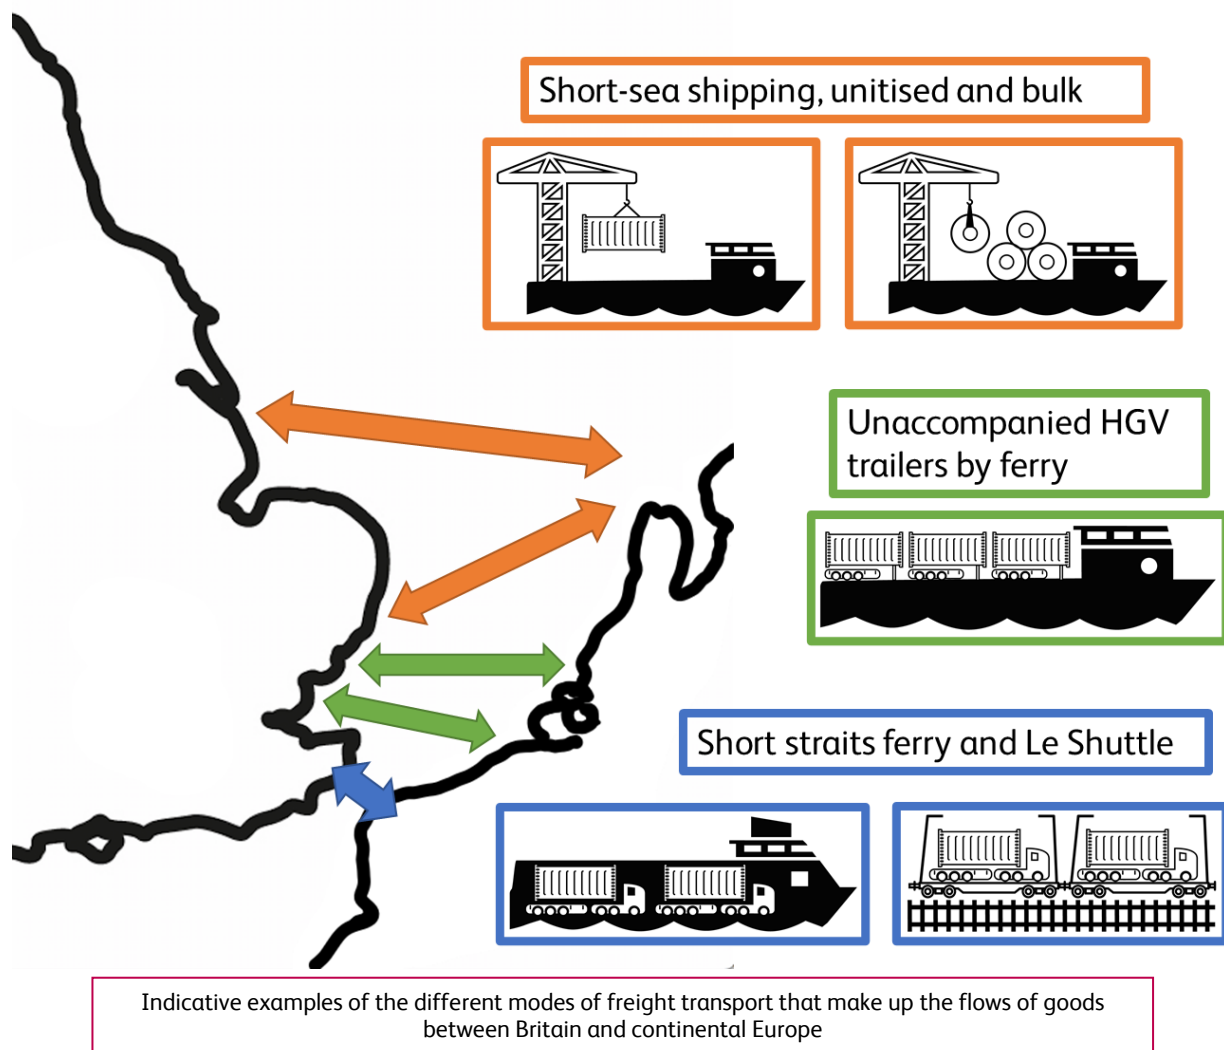 Short-sea shipping, unitised and bulk
Unaccompanied HGV
trailers by ferry
Short straits ferry and Le Shuttle
Indicative examples of the different modes of freight transport that make up the flows of goods
between Britain and continental Europe